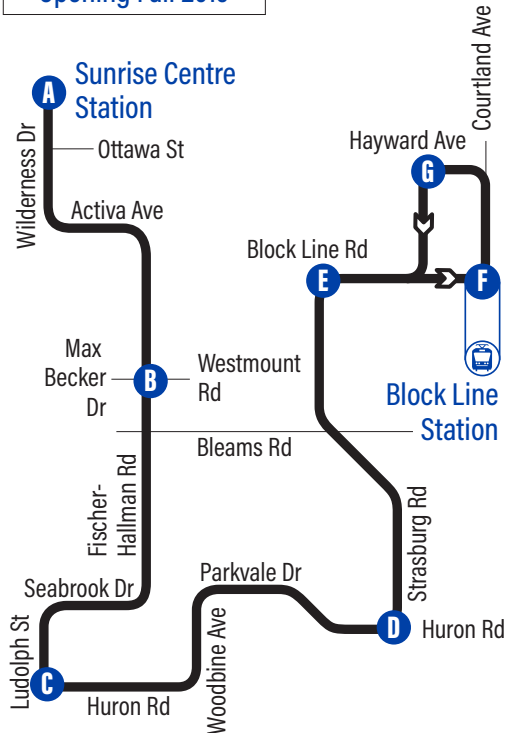 A
Sunrise Centre
Station
Wilderness Dr
Ottawa St
Activa Ave
Courtland Ave
Hayward Ave
G
Block Line Rd
E
F
Max
Becker
Dr
B
Westmount
Rd
Block Line
Station
Bleams Rd
Fischer-
Hallman Rd
Strasburg Rd
Seabrook Dr
Parkvale Dr
Ludolph St
C
Huron Rd
Woodbine Ave
D
Huron Rd